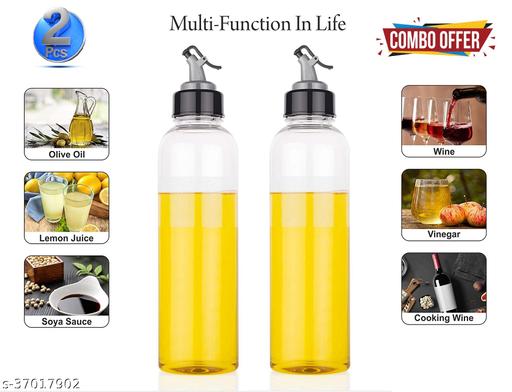 2
Pcs
Multi-Function In Life
COMBO OFFER
Olive Oil
Lemon Juice
Soya Sauce
Wine
Vinegar
Cooking Wine
s-37017902